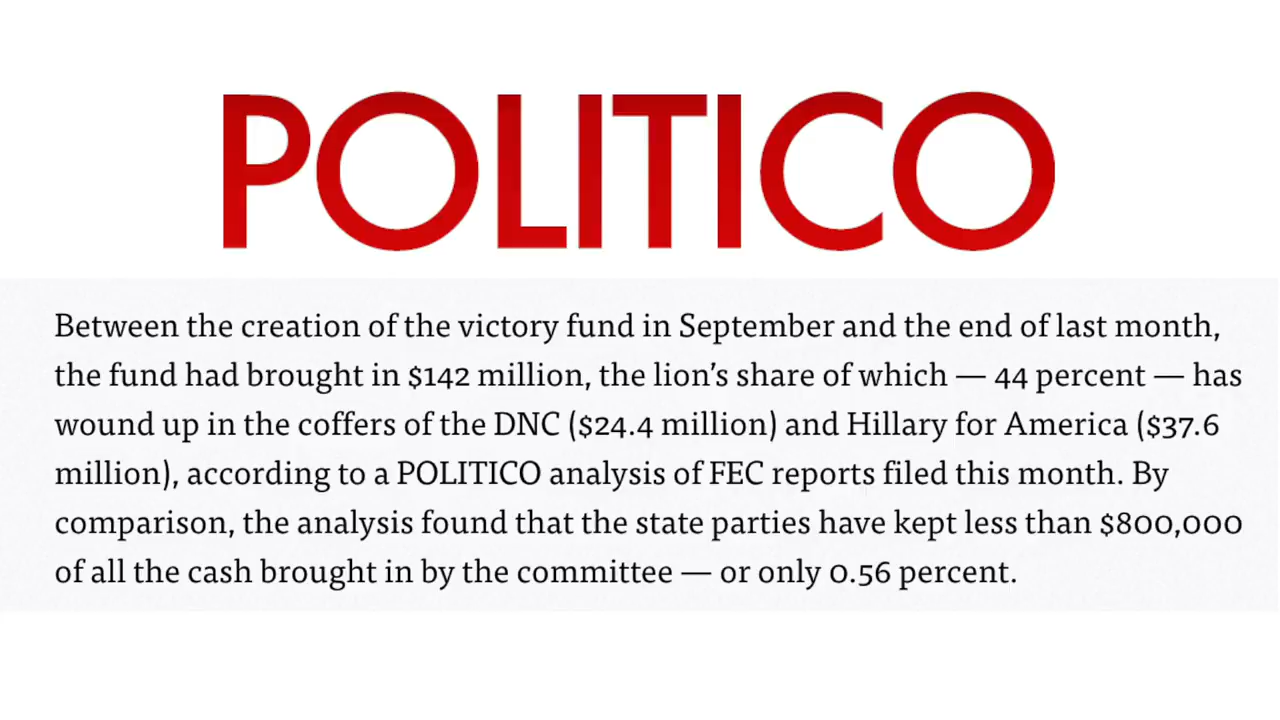 POLITICO
Between the creation of the victory fund in September and the end of last month,
the fund had brought in $142 million, the lion’s share of which — 44 percent — has
wound up in the coffers of the DNC ($24.4 million) and Hillary for America ($37.6
million), according to a POLITICO analysis of FEC reports filed this month. By
comparison, the analysis found that the state parties have kept less than $800,000
of all the cash brought in by the committee — or only 0.56 percent.